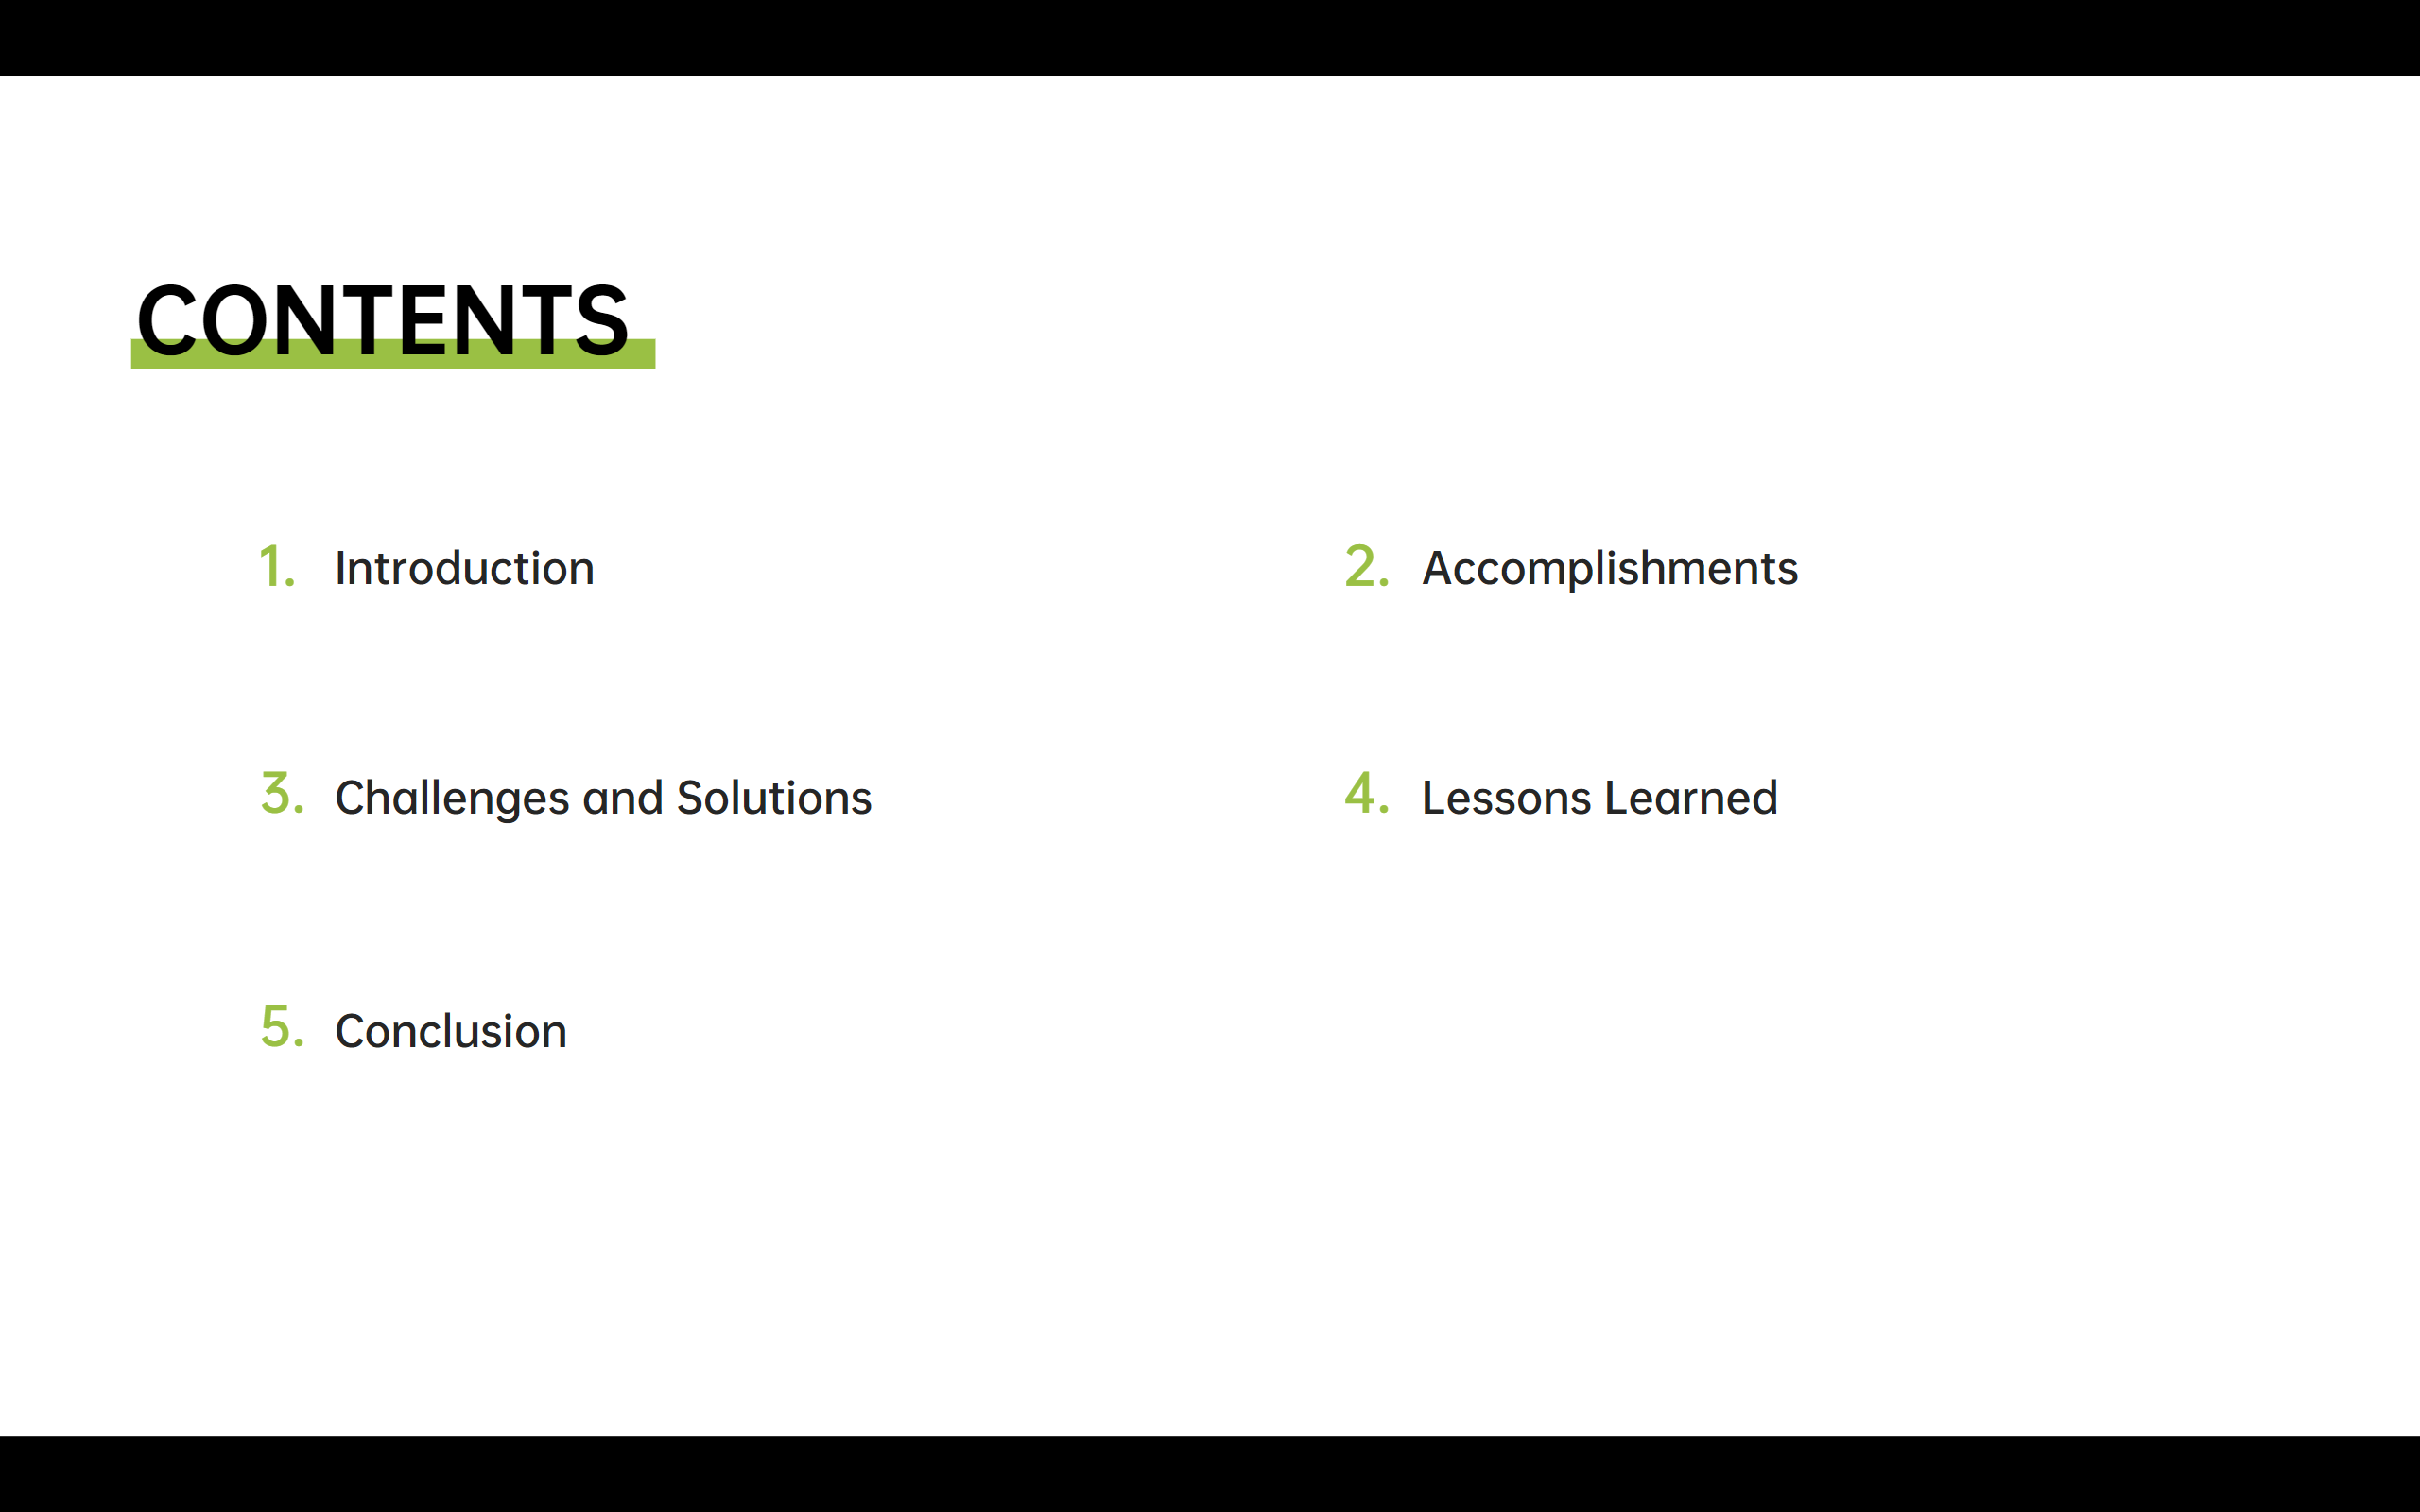 CONTENTS
1. Introduction
2. Accomplishments
3. Challenges and Solutions
4. Lessons Learned
5. Conclusion